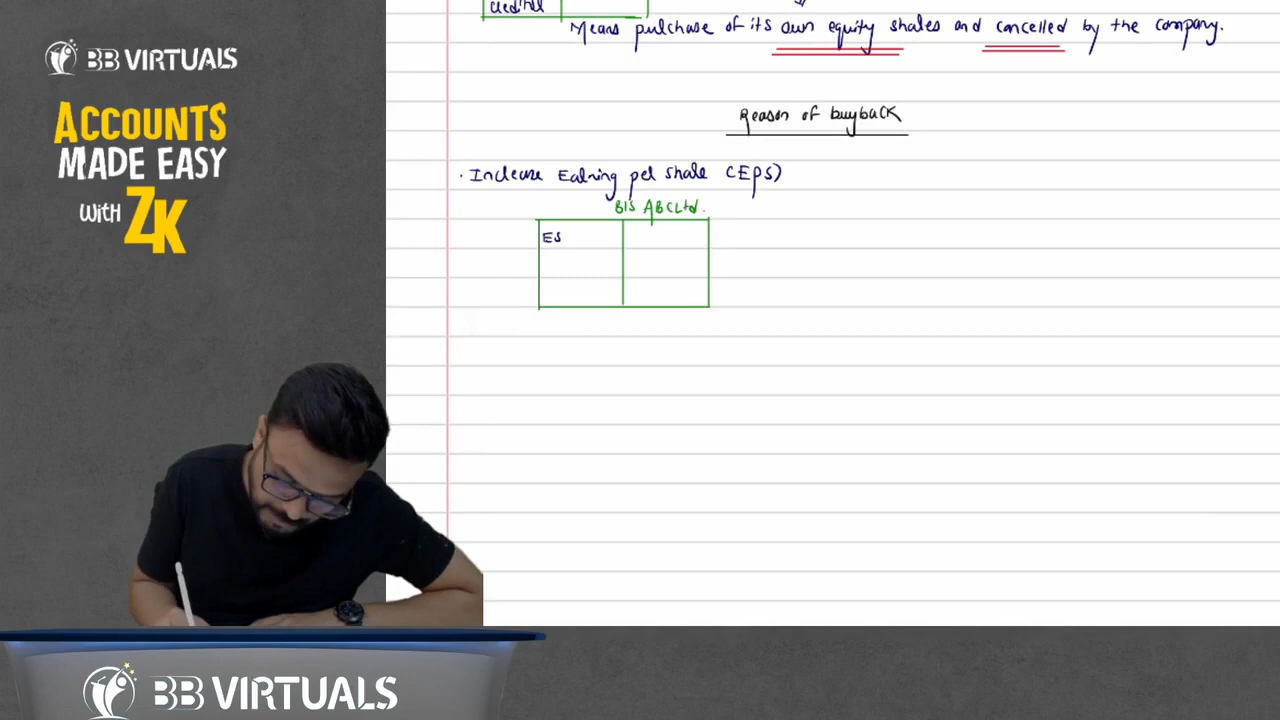 BB VIRTUALS
ACCOUNTS
MADE EASY
with ZK
Creditor
Means purchase of its own equity shares and cancelled by the company.
Reason of buyback
· Increase Earning per share (EPS)
B/S ABC Ltd.
ES
BB VIRTUALS